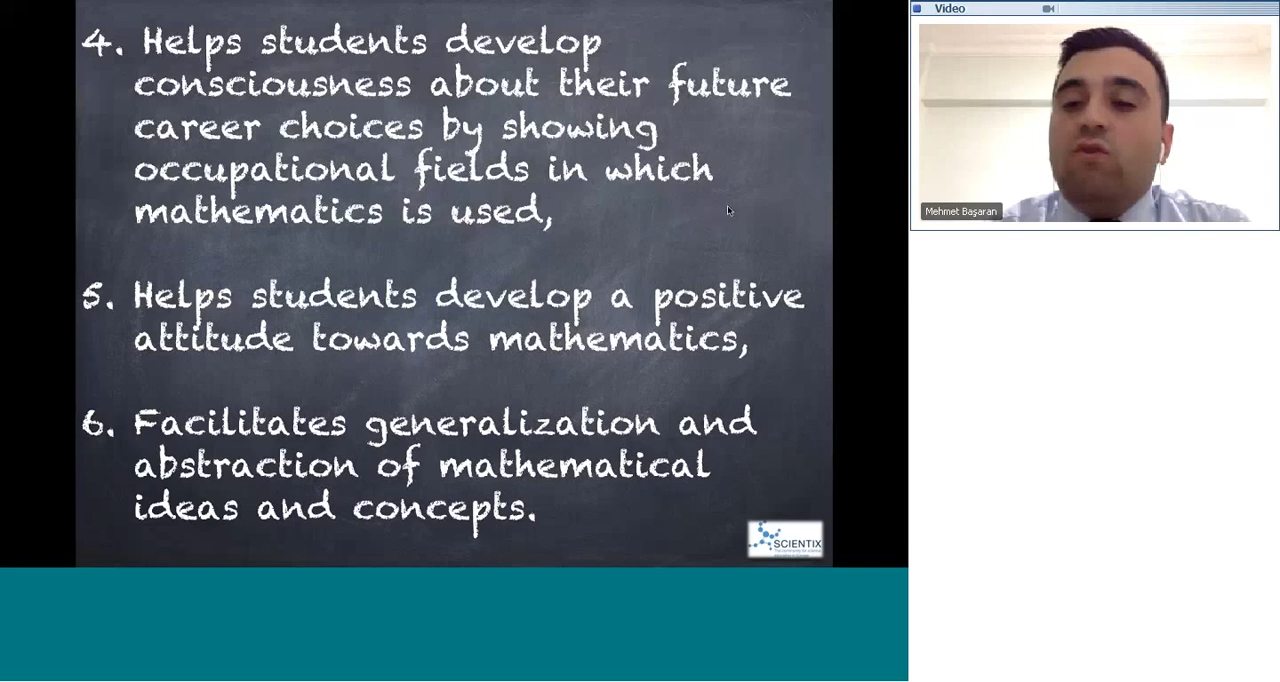 4. Helps students develop
consciousness about their future
career choices by showing
occupational fields in which
mathematics is used,
5. Helps students develop a positive
attitude towards mathematics,
6. Facilitates generalization and
abstraction of mathematical
ideas and concepts.
SCIENTIX
Video
Mehmet Başaran